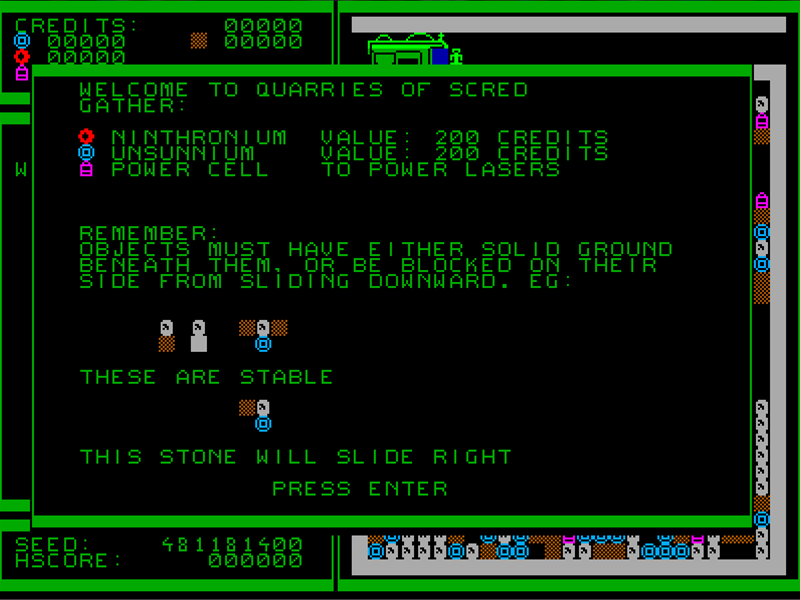 CREDITS: 00000
00000 00000
00000
WELCOME TO QUARRIES OF SCRED
GATHER:
NINTHRONIUM VALUE: 200 CREDITS
UNSUNNIUM VALUE: 200 CREDITS
W
POWER CELL TO POWER LASERS
REMEMBER:
OBJECTS MUST HAVE EITHER SOLID GROUND
BENEATH THEM, OR BE BLOCKED ON THEIR
SIDE FROM SLIDING DOWNWARD. EG:
THESE ARE STABLE
THIS STONE WILL SLIDE RIGHT
PRESS ENTER
SEED: 481181400
HSCORE: 000000